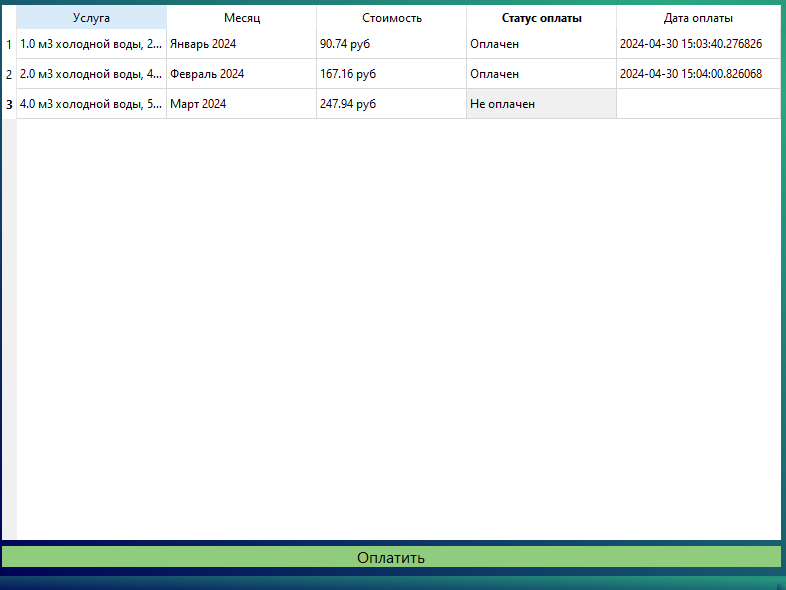 Услуга Месяц Стоимость Статус оплаты Дата оплаты
1 1.0 м3 холодной воды, 2... Январь 2024 90.74 руб Оплачен 2024-04-30 15:03:40.276826
2 2.0 м3 холодной воды, 4... Февраль 2024 167.16 руб Оплачен 2024-04-30 15:04:00.826068
3 4.0 м3 холодной воды, 5... Март 2024 247.94 руб Не оплачен
Оплатить